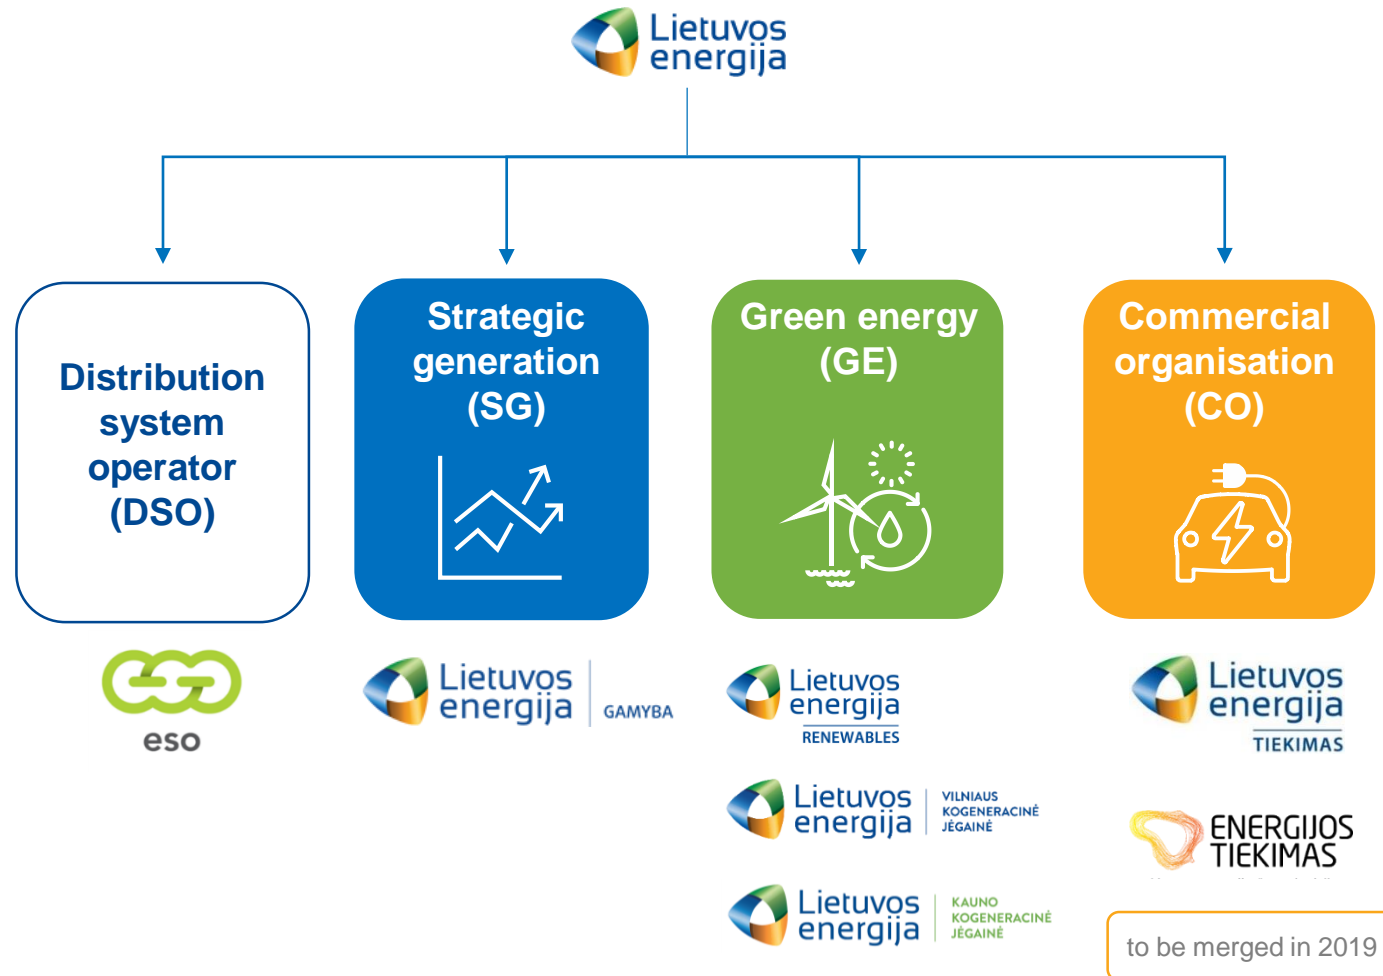 Lietuvos
energija
Distribution
system
operator
(DSO)
Strategic
generation
(SG)
Green energy
(GE)
Commercial
organisation
(CO)
eso
Lietuvos
energija
GAMYBA
Lietuvos
energija
RENEWABLES
Lietuvos
energija
VILNIAUS
KOGENERACINĖ
JĖGAINĖ
Lietuvos
energija
KAUNO
KOGENERACINĖ
JĖGAINĖ
Lietuvos
energija
TIEKIMAS
ENERGIJOS
TIEKIMAS
to be merged in 2019